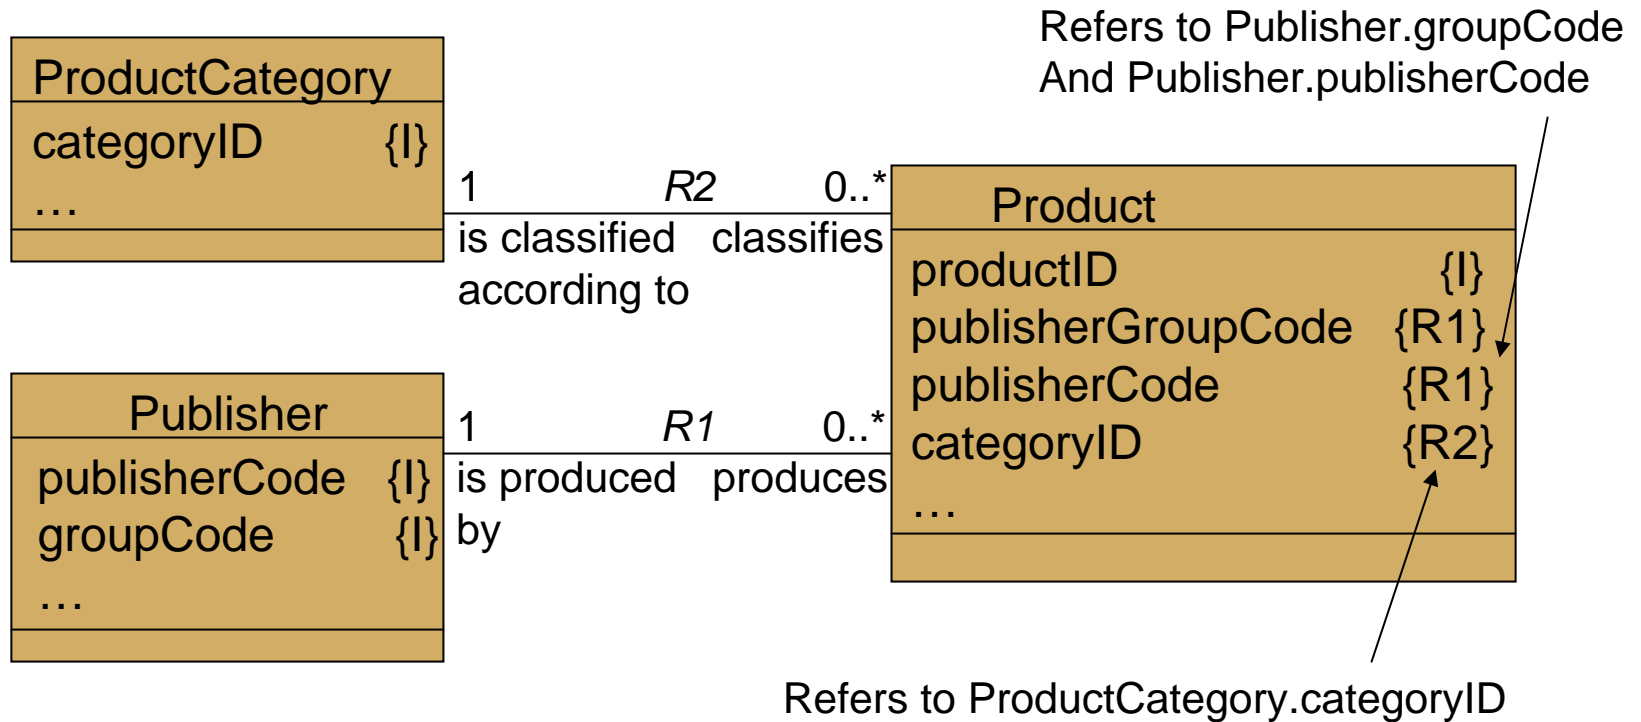 Refers to Publisher.groupCode
And Publisher.publisherCode
ProductCategory
categoryID {I}
…
1 R2 0..*
is classified classifies
according to
Product
productID {I}
publisherGroupCode {R1}
publisherCode {R1}
categoryID {R2}
…
Publisher
publisherCode {I}
groupCode {I}
…
1 R1 0..*
is produced produces
by
Refers to ProductCategory.categoryID